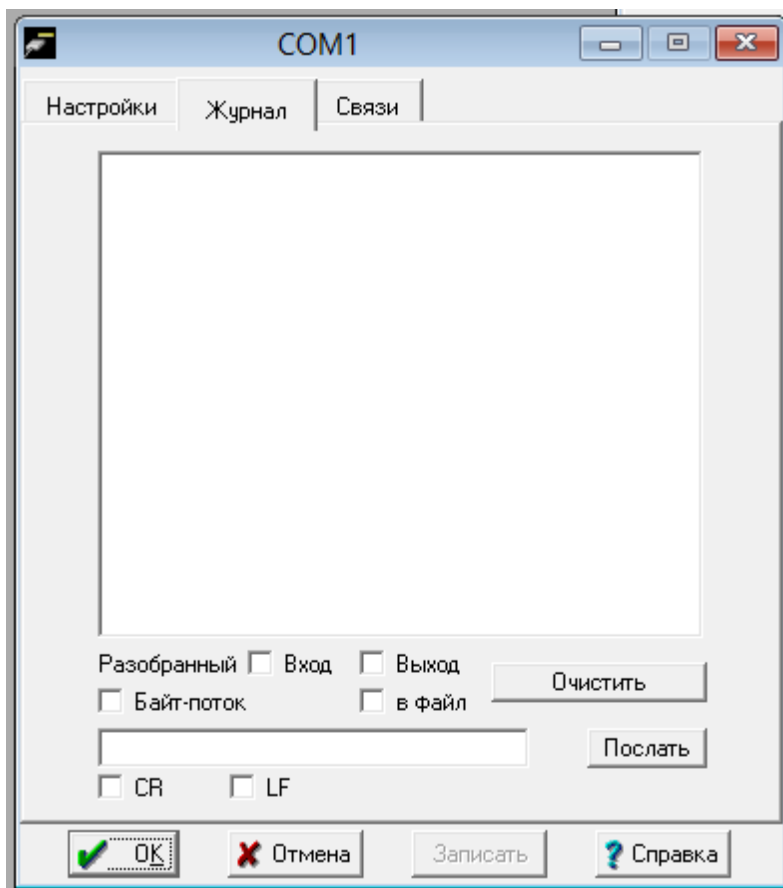 COM1
Настройки Журнал Связи
Разобранный Вход Выход
Очистить
Байт-поток в файл
Послать
CR LF
OK Отмена Записать ? Справка